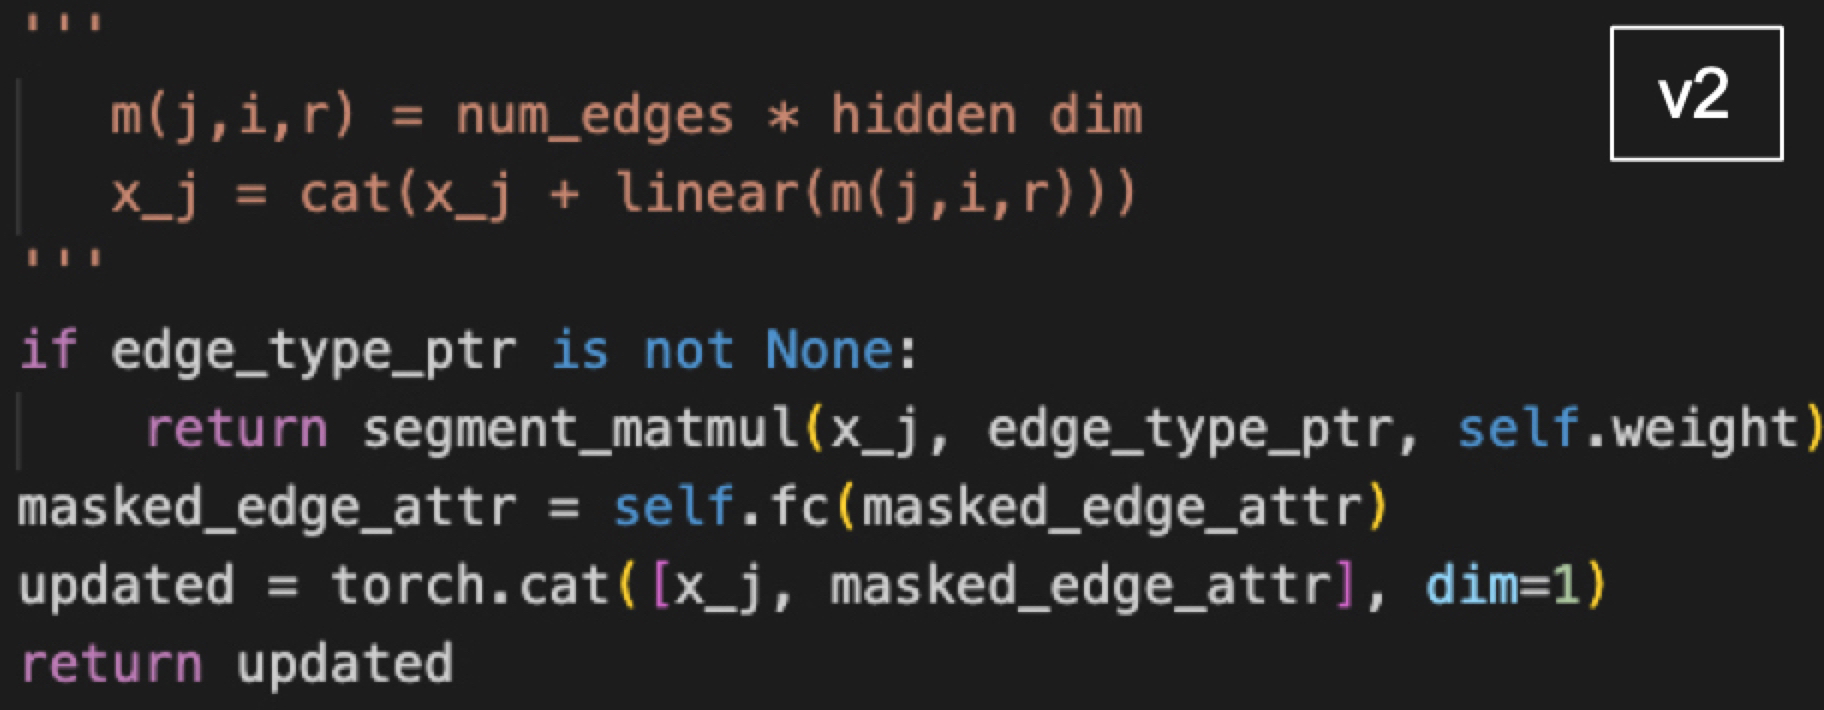 '''
v2
m(j,i,r) = num_edges * hidden dim
x_j = cat(x_j + linear(m(j,i,r)))
'''
if edge_type_ptr is not None:
return segment_matmul(x_j, edge_type_ptr, self.weight)
masked_edge_attr = self.fc(masked_edge_attr)
updated = torch.cat([x_j, masked_edge_attr], dim=1)
return updated